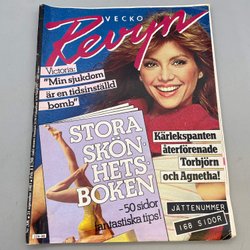 VECKO
Revyn
Victoria:
"Min sjukdom
är en tidsinställd
bomb"
STORA
SKÖN-
HETS-
BOKEN
- 50 sidor
fantastiska tips!
Kärlekspanten
återförenade
Torbjörn
och Agnetha!
JÄTTENUMMER
168 SIDOR